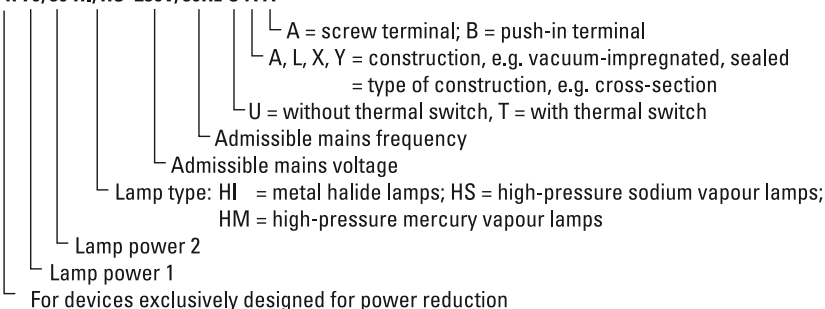 A = screw terminal; B = push-in terminal
A, L, X, Y = construction, e.g. vacuum-impregnated, sealed
= type of construction, e.g. cross-section
U = without thermal switch, T = with thermal switch
Admissible mains frequency
Admissible mains voltage
Lamp type: HI = metal halide lamps; HS = high-pressure sodium vapour lamps;
HM = high-pressure mercury vapour lamps
Lamp power 2
Lamp power 1
For devices exclusively designed for power reduction